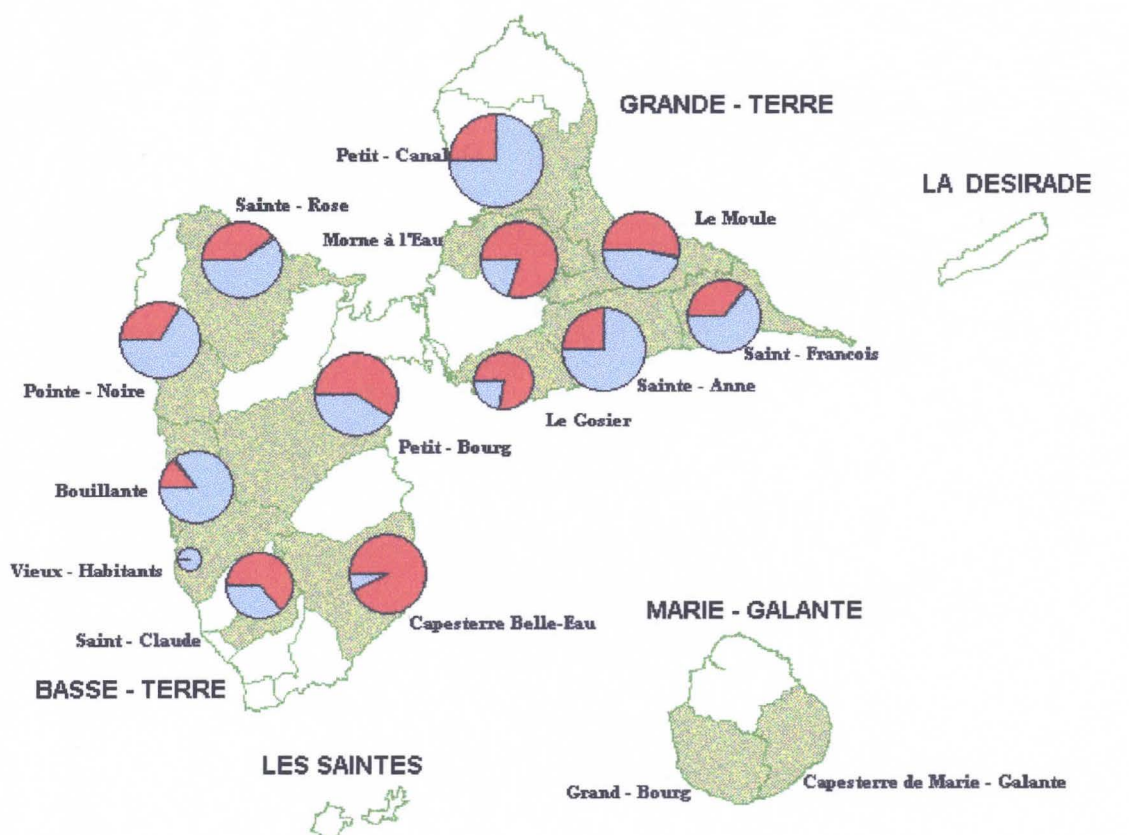 GRANDE - TERRE
Petit - Canal
LA DESIRADE
Sainte - Rose
Le Moule
Morne à l'Eau
Saint - Francois
Pointe - Noire
Sainte - Anne
Le Gosier
Petit - Bourg
Bouillante
Vieux - Habitants
MARIE - GALANTE
Capesterre Belle-Eau
Saint - Claude
BASSE - TERRE
LES SAINTES
Capesterre de Marie - Galante
Grand - Bourg